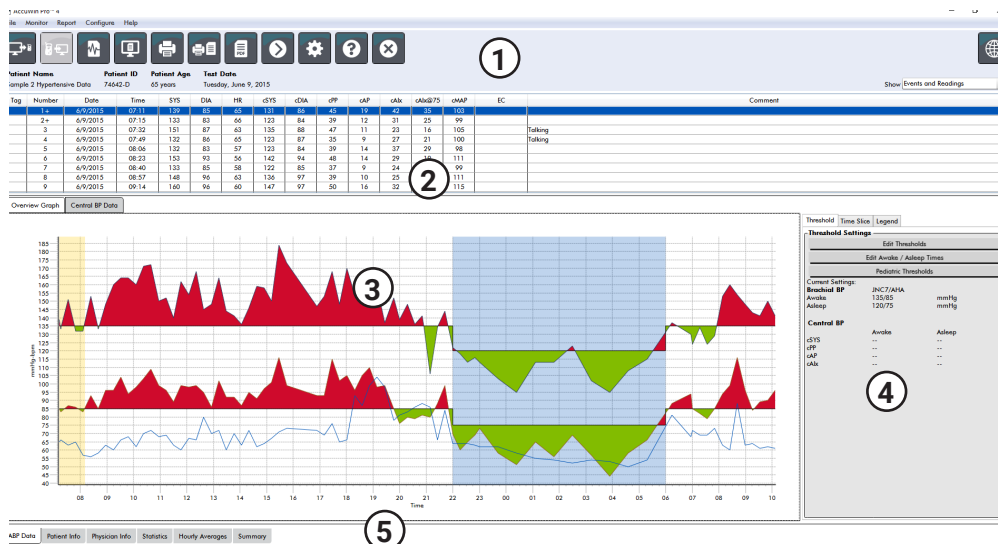 AccuWin Pro - 4
File Monitor Report Configure Help
PDF
1
Patient Name Patient ID Patient Age Test Date
Sample 2 Hypertensive Data 74642-D 65 years Tuesday, June 9, 2015
Show Events and Readings
Tag Number Date Time SYS DIA HR cSYS cDIA cPP cAP cAIx cAIx@75 cMAP EC Comment
1+ 6/9/2015 07:11 139 85 65 131 86 45 19 42 35 103
2+ 6/9/2015 07:15 133 83 66 123 84 39 12 31 25 99
3 6/9/2015 07:32 151 87 63 135 88 47 11 23 16 105 Talking
4 6/9/2015 07:49 132 86 65 123 87 35 9 27 21 100 Talking
5 6/9/2015 08:06 132 83 57 123 84 39 14 37 29 98
6 6/9/2015 08:23 153 93 56 142 94 48 14 29 111
7 6/9/2015 08:40 133 85 58 122 85 37 9 24 99
8 6/9/2015 08:57 148 96 63 136 97 39 10 25 111
9 6/9/2015 09:14 160 96 60 147 97 50 16 32 115
2
Overview Graph Central BP Data
Threshold Time Slice Legend
Threshold Settings
Edit Thresholds
Edit Awake / Asleep Times
Pediatric Thresholds
Current Settings:
Brachial BP JNC7/AHA
Awake 135/85 mmHg
Asleep 120/75 mmHg
Central BP
Awake Asleep
cSYS -- --
cPP -- --
cAP -- --
cAIx -- --
4
3
mmHg-bpm
185
180
175
170
165
160
155
150
145
140
135
130
125
120
115
110
105
100
95
90
85
80
75
70
65
60
55
50
45
40
08 09 10 11 12 13 14 15 16 17 18 19 20 21 22 23 00 01 02 03 04 05 06 07 08 09 10
Time
5
ABP Data Patient Info Physician Info Statistics Hourly Averages Summary